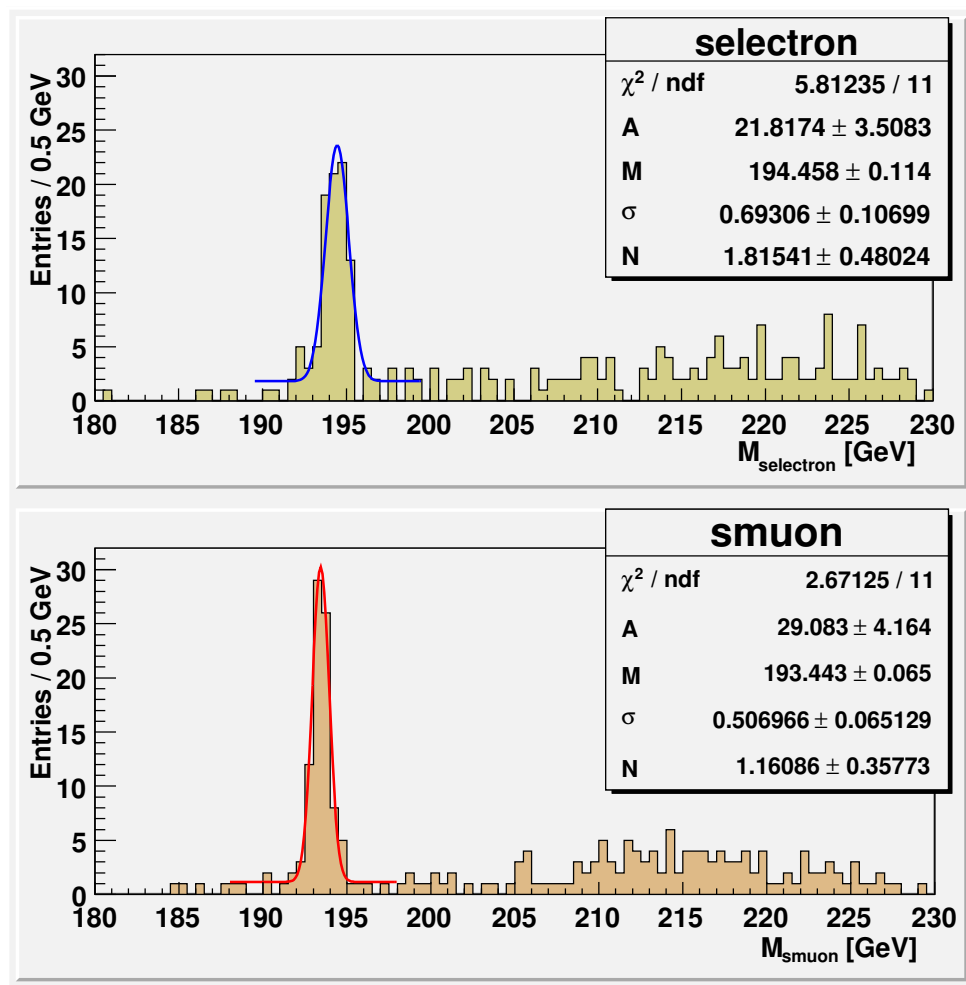 selectron
χ² / ndf 5.81235 / 11
A 21.8174 ± 3.5083
M 194.458 ± 0.114
σ 0.69306 ± 0.10699
N 1.81541 ± 0.48024
Entries / 0.5 GeV
30
25
20
15
10
5
0
180 185 190 195 200 205 210 215 220 225 230
M_selectron [GeV]
smuon
χ² / ndf 2.67125 / 11
A 29.083 ± 4.164
M 193.443 ± 0.065
σ 0.506966 ± 0.065129
N 1.16086 ± 0.35773
Entries / 0.5 GeV
30
25
20
15
10
5
0
180 185 190 195 200 205 210 215 220 225 230
M_smuon [GeV]